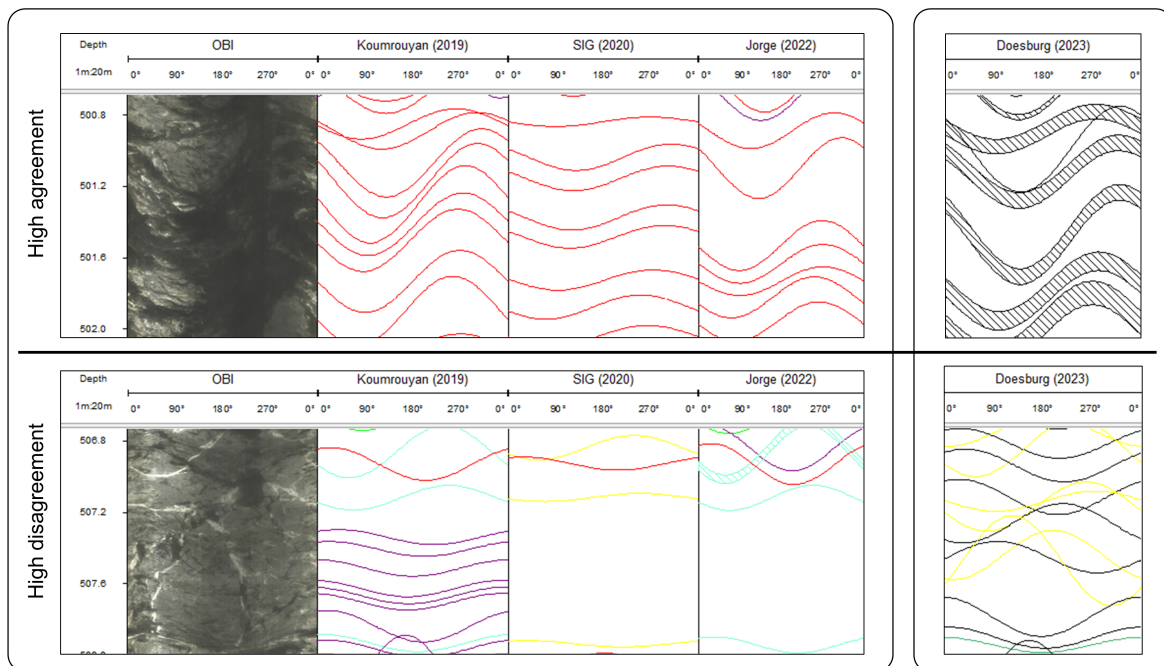 High agreement
Depth OBI Koumrouyan (2019) SIG (2020) Jorge (2022)
1m:20m 0° 90° 180° 270° 0° 0° 90° 180° 270° 0° 0° 90° 180° 270° 0° 0° 90° 180° 270° 0°
500.8
501.2
501.6
502.0
Doesburg (2023)
0° 90° 180° 270° 0°
High disagreement
Depth OBI Koumrouyan (2019) SIG (2020) Jorge (2022)
1m:20m 0° 90° 180° 270° 0° 0° 90° 180° 270° 0° 0° 90° 180° 270° 0° 0° 90° 180° 270° 0°
506.8
507.2
507.6
Doesburg (2023)
0° 90° 180° 270° 0°